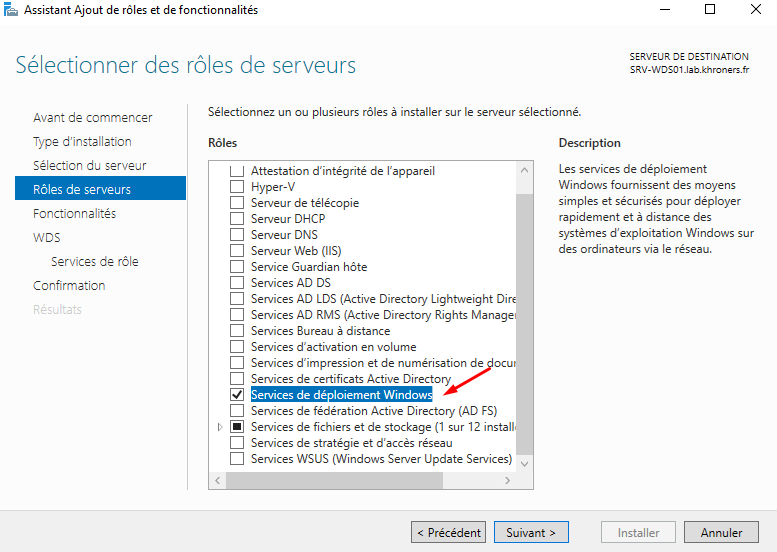 Assistant Ajout de rôles et de fonctionnalités
Sélectionner des rôles de serveurs
SERVEUR DE DESTINATION
SRV-WDS01.lab.khroners.fr
Avant de commencer
Type d'installation
Sélection du serveur
Rôles de serveurs
Fonctionnalités
WDS
Services de rôle
Confirmation
Résultats
Sélectionnez un ou plusieurs rôles à installer sur le serveur sélectionné.
Rôles
Attestation d'intégrité de l'appareil
Hyper-V
Serveur de télécopie
Serveur DHCP
Serveur DNS
Serveur Web (IIS)
Service Guardian hôte
Services AD DS
Services AD LDS (Active Directory Lightweight Dire
Services AD RMS (Active Directory Rights Manager
Services Bureau à distance
Services d'activation en volume
Services d'impression et de numérisation de docu
Services de certificats Active Directory
Services de déploiement Windows
Services de fédération Active Directory (AD FS)
Services de fichiers et de stockage (1 sur 12 installé
Services de stratégie et d'accès réseau
Services WSUS (Windows Server Update Services)
Description
Les services de déploiement
Windows fournissent des moyens
simples et sécurisés pour déployer
rapidement et à distance des
systèmes d'exploitation Windows sur
des ordinateurs via le réseau.
< Précédent
Suivant >
Installer
Annuler